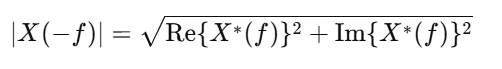 |X(−f)| = √Re{X*(f)}² + Im{X*(f)}²